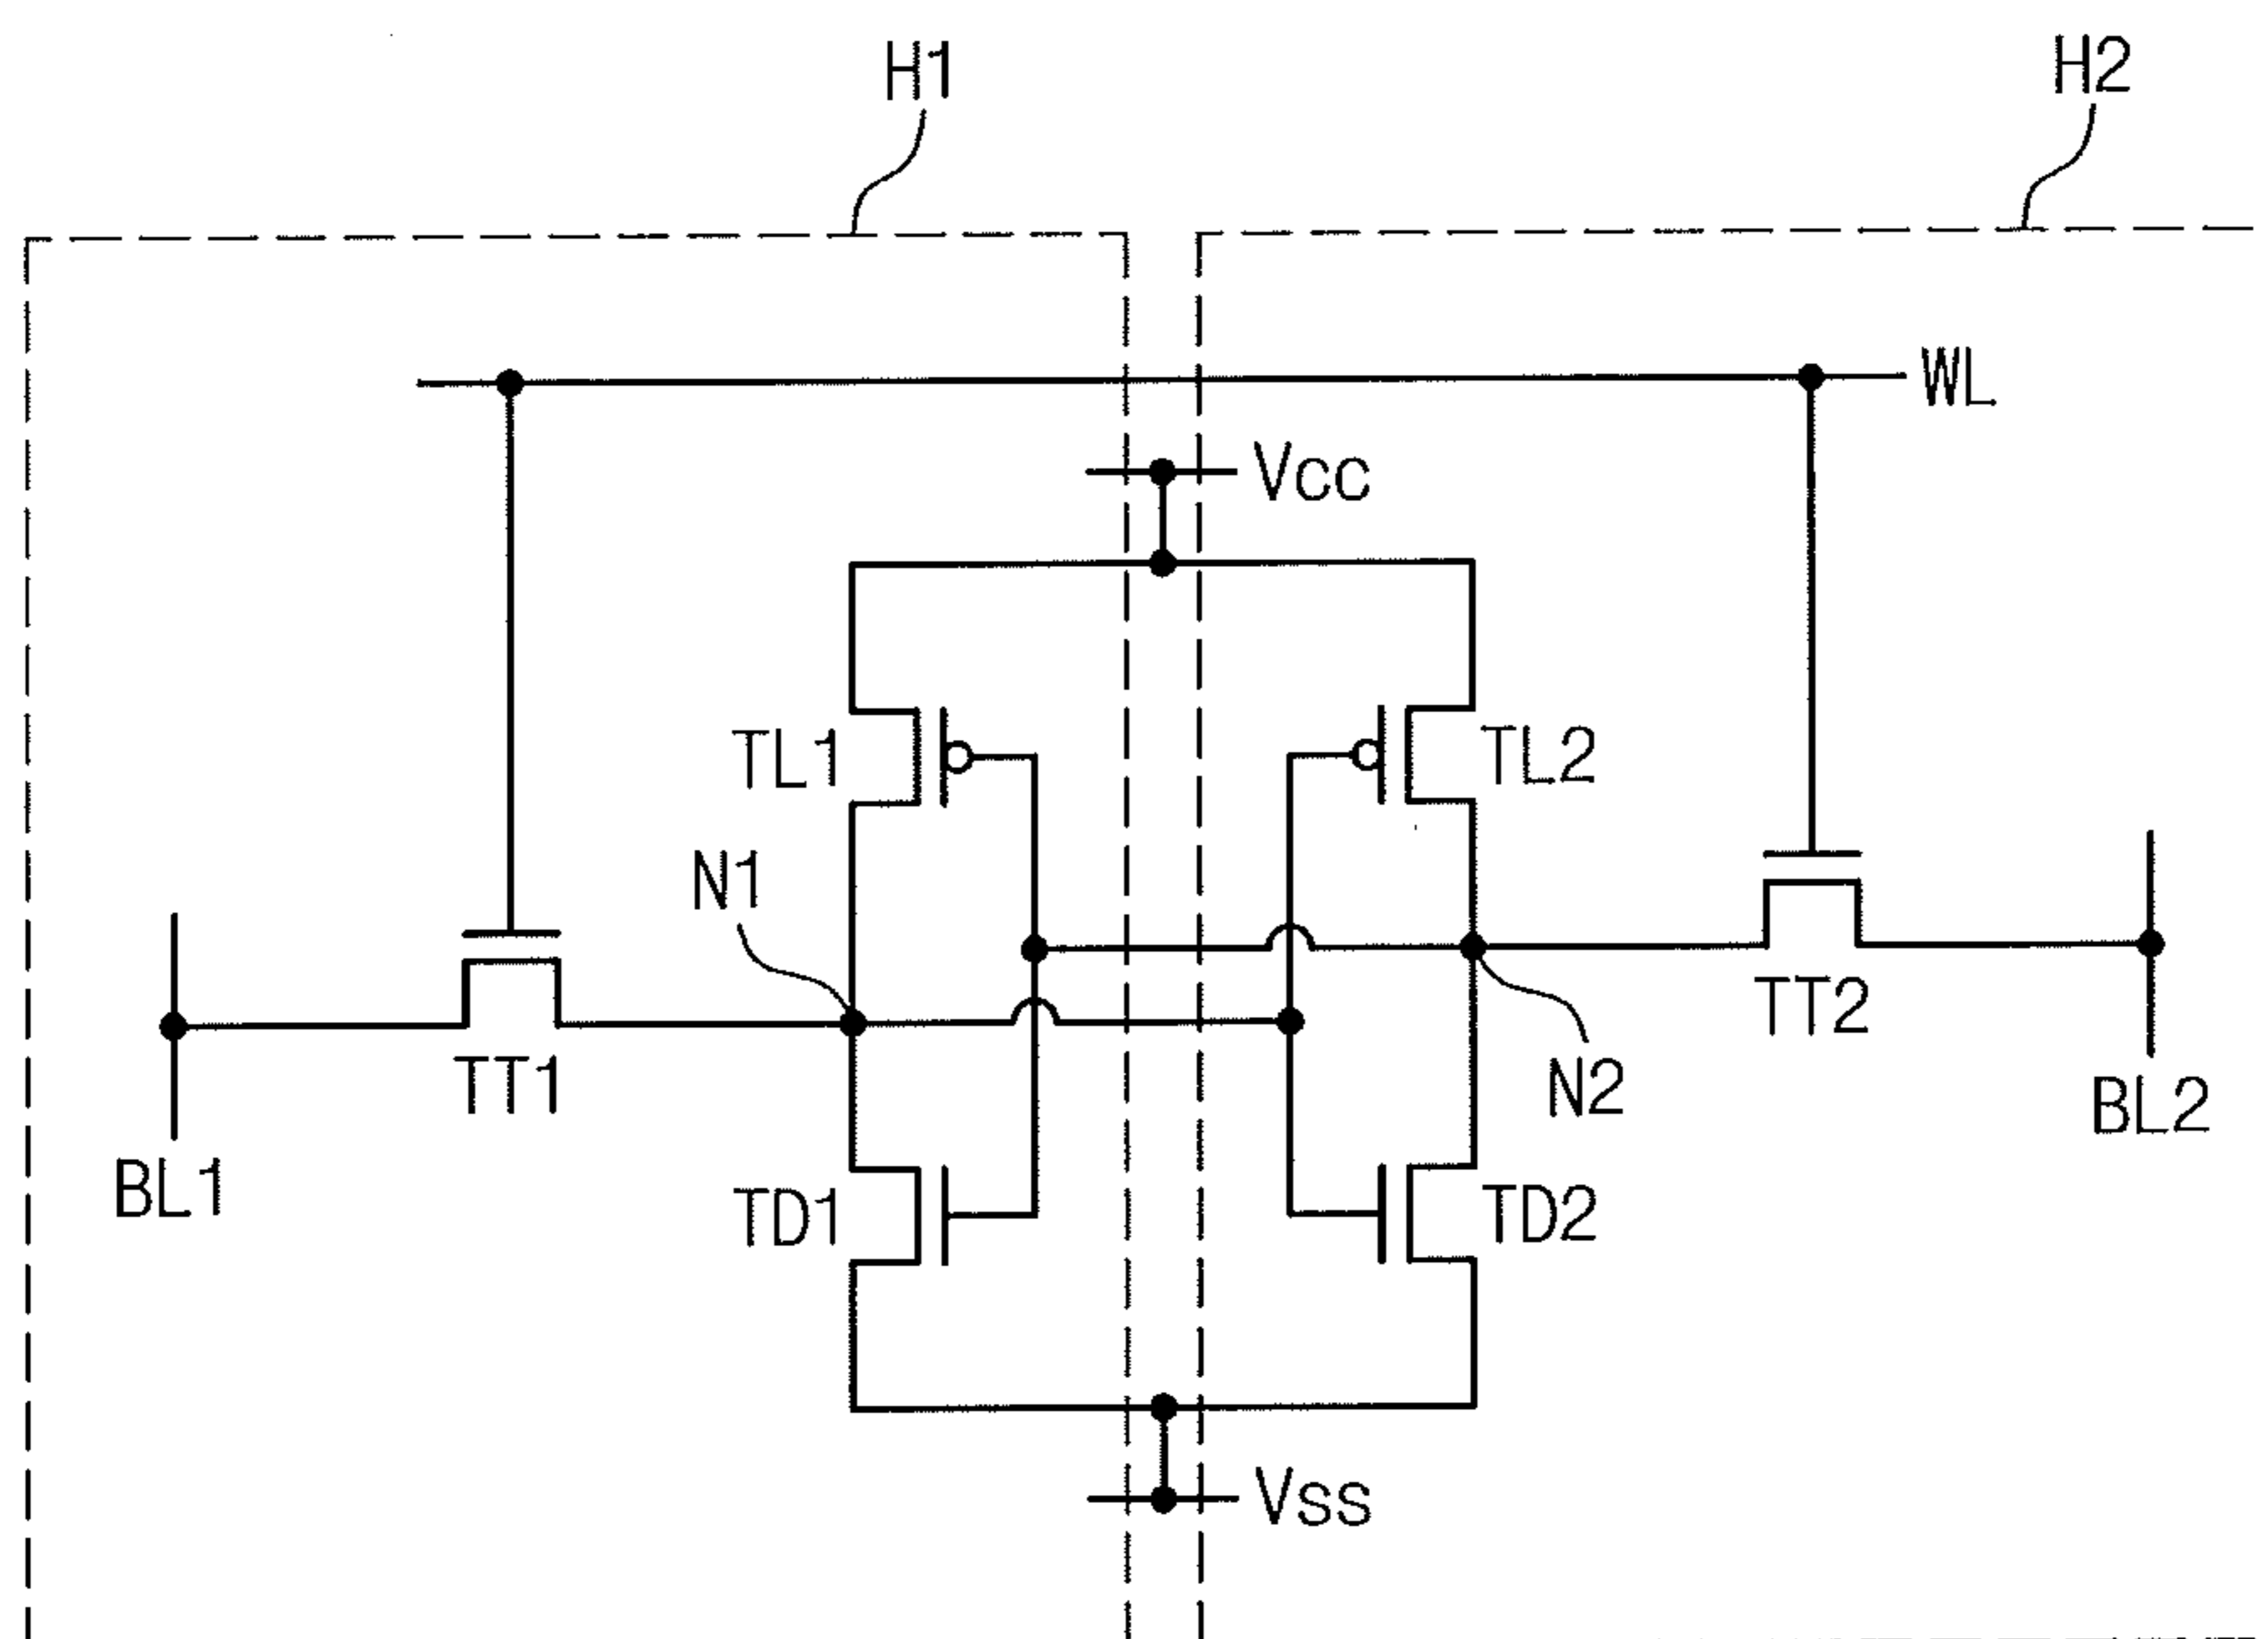 H1
H2
WL
Vcc
TL1
TL2
N1
TT1
TT2
N2
BL1
BL2
TD1
TD2
Vss